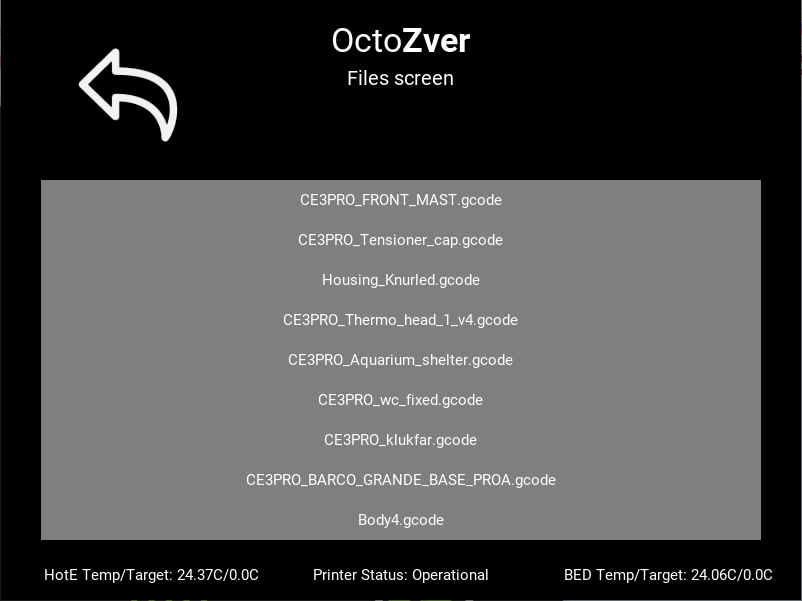 OctoZver
Files screen
CE3PRO_FRONT_MAST.gcode
CE3PRO_Tensioner_cap.gcode
Housing_Knurled.gcode
CE3PRO_Thermo_head_1_v4.gcode
CE3PRO_Aquarium_shelter.gcode
CE3PRO_wc_fixed.gcode
CE3PRO_klukfar.gcode
CE3PRO_BARCO_GRANDE_BASE_PROA.gcode
Body4.gcode
HotE Temp/Target: 24.37C/0.0C Printer Status: Operational BED Temp/Target: 24.06C/0.0C